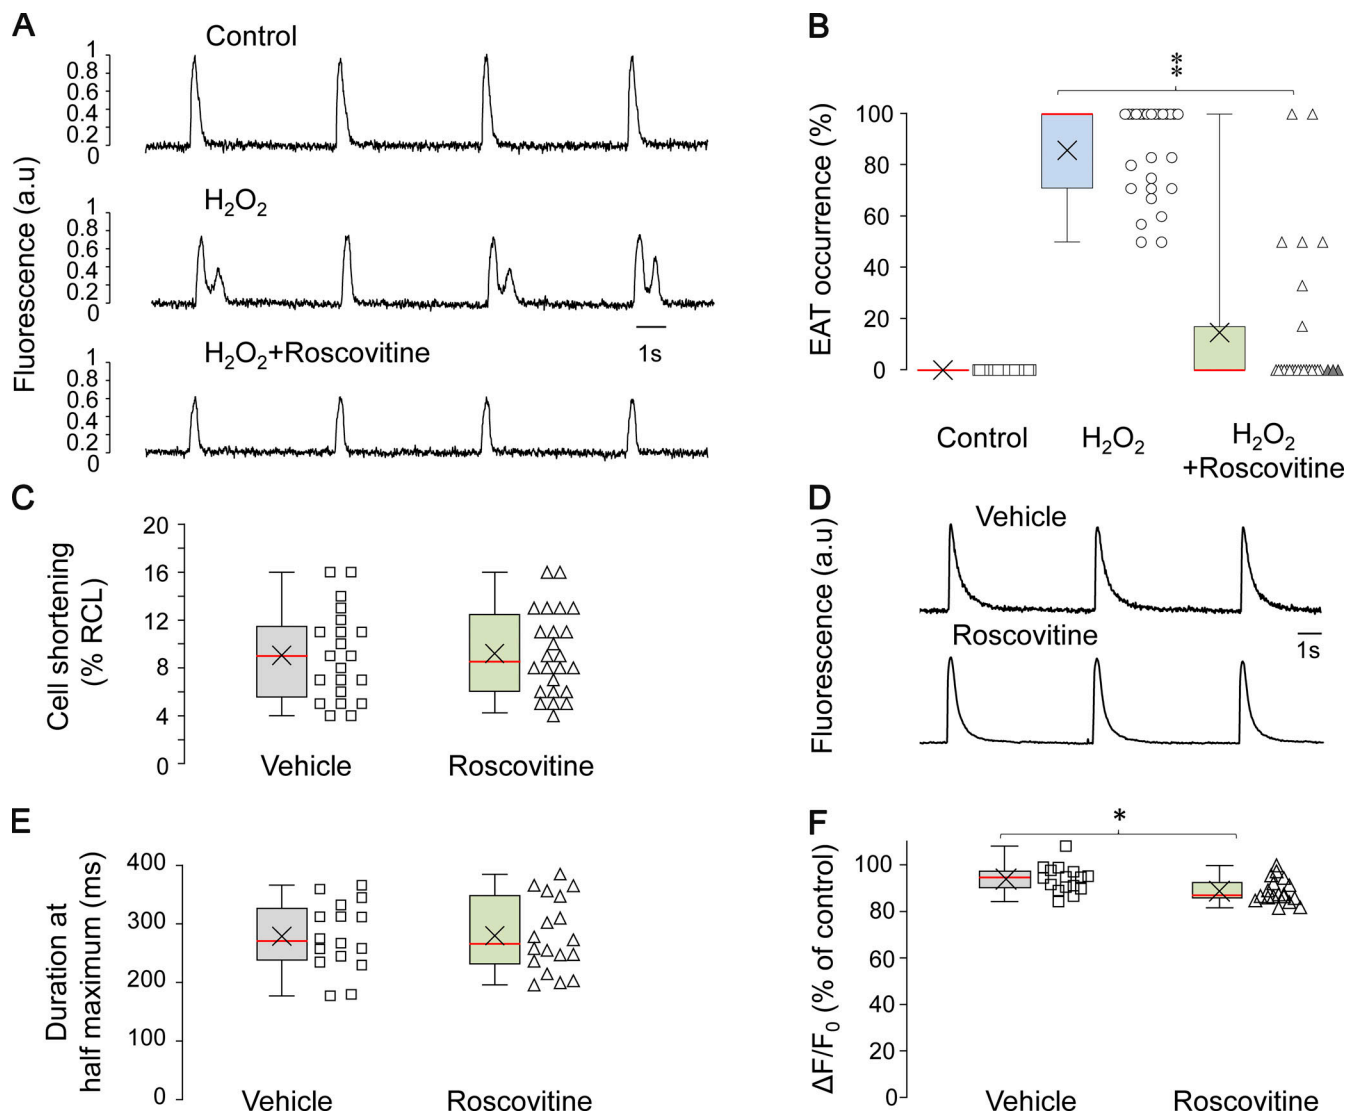 A
Control
1
0.8
0.6
0.4
0.2
0
H₂O₂
1
0.8
0.6
0.4
0.2
0
1s
H₂O₂+Roscovitine
1
0.8
0.6
0.4
0.2
0
Fluorescence (a.u)
B
**
100
80
60
40
20
0
EAT occurrence (%)
Control
H₂O₂
H₂O₂
+Roscovitine
C
20
16
12
8
4
0
Cell shortening
(% RCL)
Vehicle
Roscovitine
D
Vehicle
Roscovitine
1s
Fluorescence (a.u)
E
400
300
200
100
0
Duration at
half maximum (ms)
Vehicle
Roscovitine
F
*
100
80
60
40
20
0
ΔF/F₀ (% of control)
Vehicle
Roscovitine